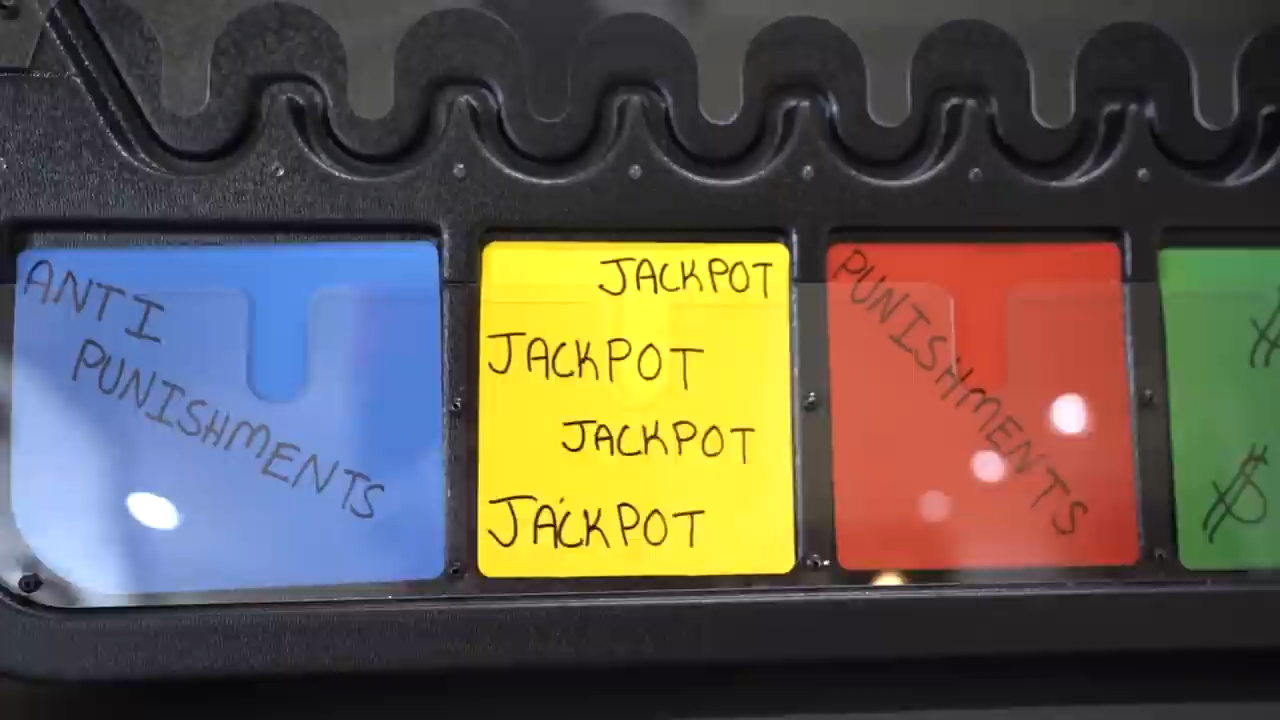 ANTI
PUNISHMENTS
JACKPOT
JACKPOT
JACKPOT
JACKPOT
PUNISHMENTS
$
$